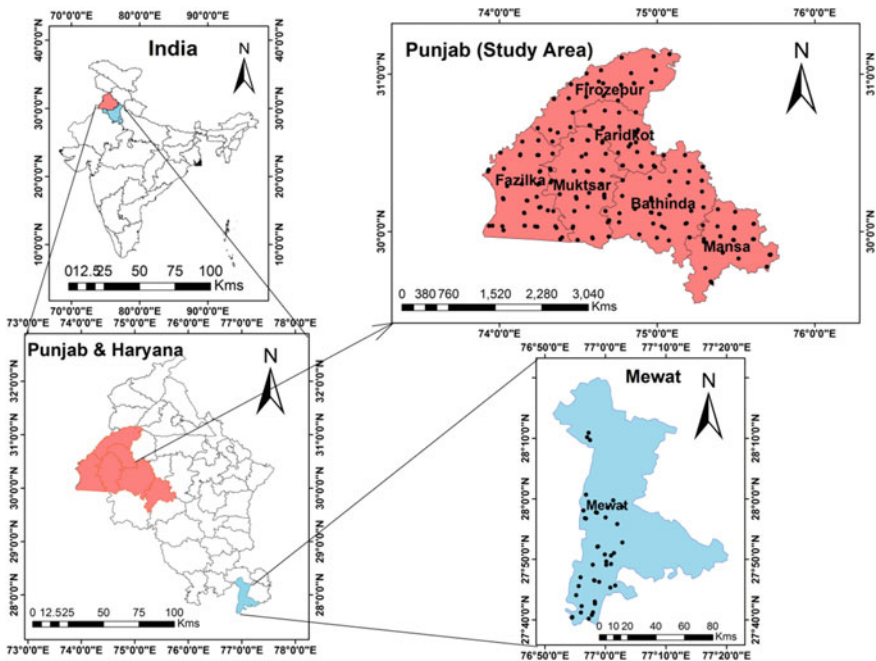 70°0'0"E 80°0'0"E 90°0'0"E
India
N
40°0'0"N
30°0'0"N
20°0'0"N
10°0'0"N
40°0'0"N
30°0'0"N
20°0'0"N
10°0'0"N
012.525 50 75 100
Kms
70°0'0"E 80°0'0"E 90°0'0"E
74°0'0"E 75°0'0"E 76°0'0"E
Punjab (Study Area)
N
31°0'0"N
30°0'0"N
31°0'0"N
30°0'0"N
Firozepur
Faridkot
Fazilka
Muktsar
Bathinda
Mansa
0 380 760 1,520 2,280 3,040
Kms
74°0'0"E 75°0'0"E 76°0'0"E
73°0'0"E 74°0'0"E 75°0'0"E 76°0'0"E 77°0'0"E 78°0'0"E
Punjab & Haryana
N
32°0'0"N
31°0'0"N
30°0'0"N
29°0'0"N
28°0'0"N
32°0'0"N
31°0'0"N
30°0'0"N
29°0'0"N
28°0'0"N
0 12.525 50 75 100
Kms
73°0'0"E 74°0'0"E 75°0'0"E 76°0'0"E 77°0'0"E 78°0'0"E
76°50'0"E 77°0'0"E 77°10'0"E 77°20'0"E
Mewat
N
28°10'0"N
28°0'0"N
27°50'0"N
27°40'0"N
28°10'0"N
28°0'0"N
27°50'0"N
27°40'0"N
Mewat
0 10 20 40 60 80
Kms
76°50'0"E 77°0'0"E 77°10'0"E 77°20'0"E